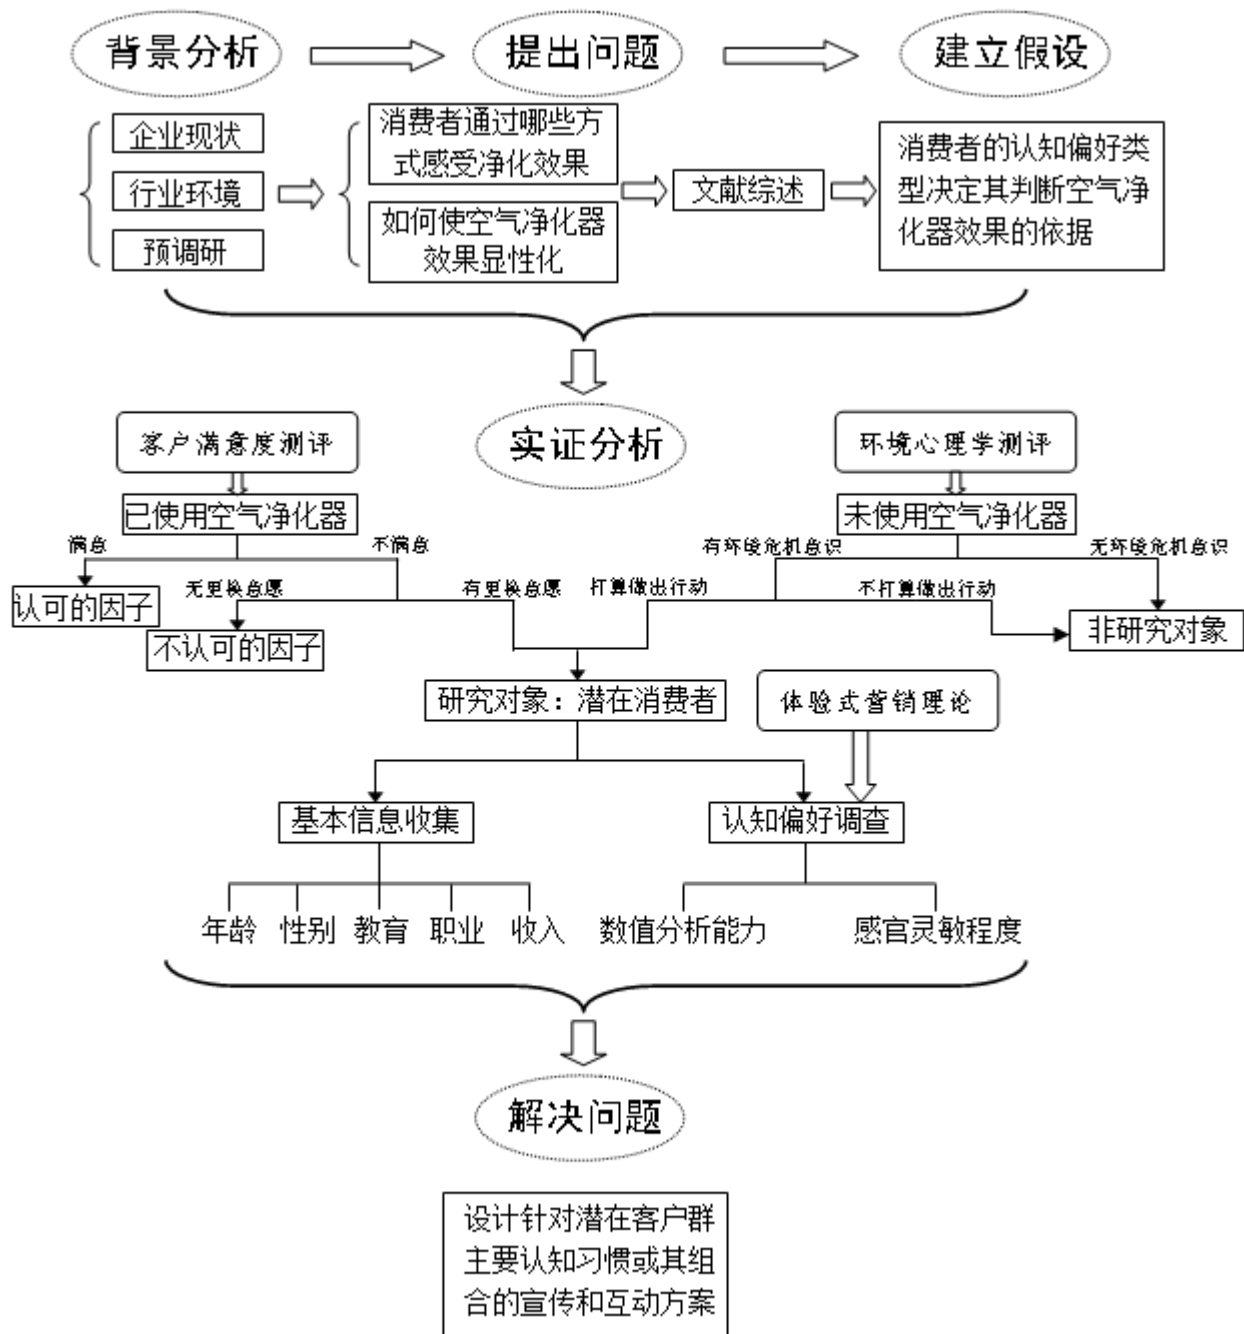 背景分析
提出问题
建立假设
企业现状
行业环境
预调研
消费者通过哪些方
式感受净化效果
如何使空气净化器
效果显性化
文献综述
消费者的认知偏好类
型决定其判断空气净
化器效果的依据
实证分析
客户满意度测评
环境心理学测评
已使用空气净化器
未使用空气净化器
满意
不满意
有环境危机意识
无环境危机意识
无更换意愿
有更换意愿
打算做出行动
不打算做出行动
认可的因子
不认可的因子
非研究对象
研究对象：潜在消费者
体验式营销理论
基本信息收集
认知偏好调查
年龄
性别
教育
职业
收入
数值分析能力
感官灵敏程度
解决问题
设计针对潜在客户群
主要认知习惯或其组
合的宣传和互动方案